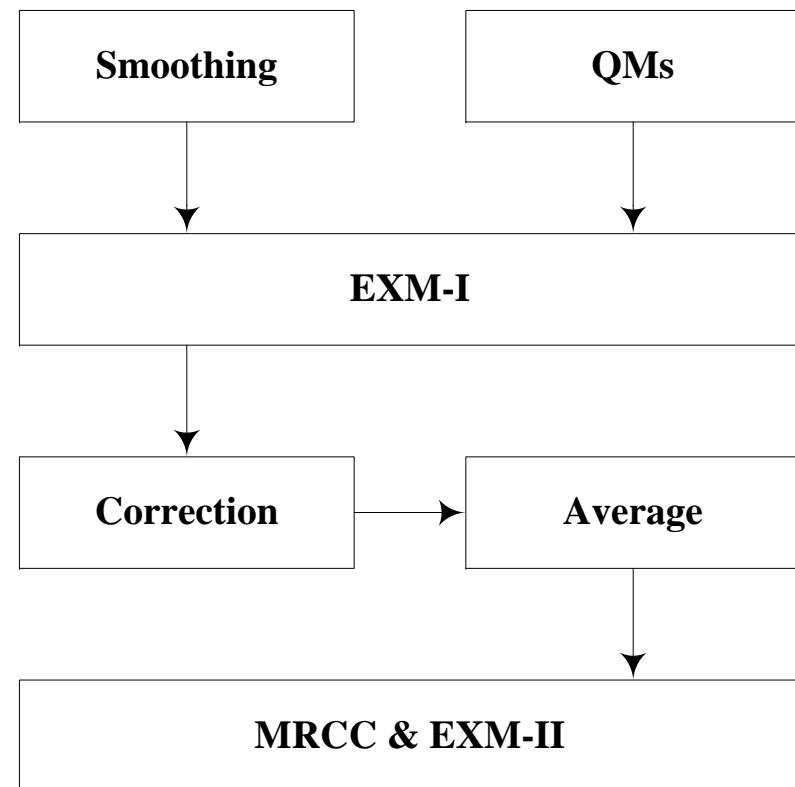 Smoothing
QMs
EXM-I
Correction
Average
MRCC & EXM-II